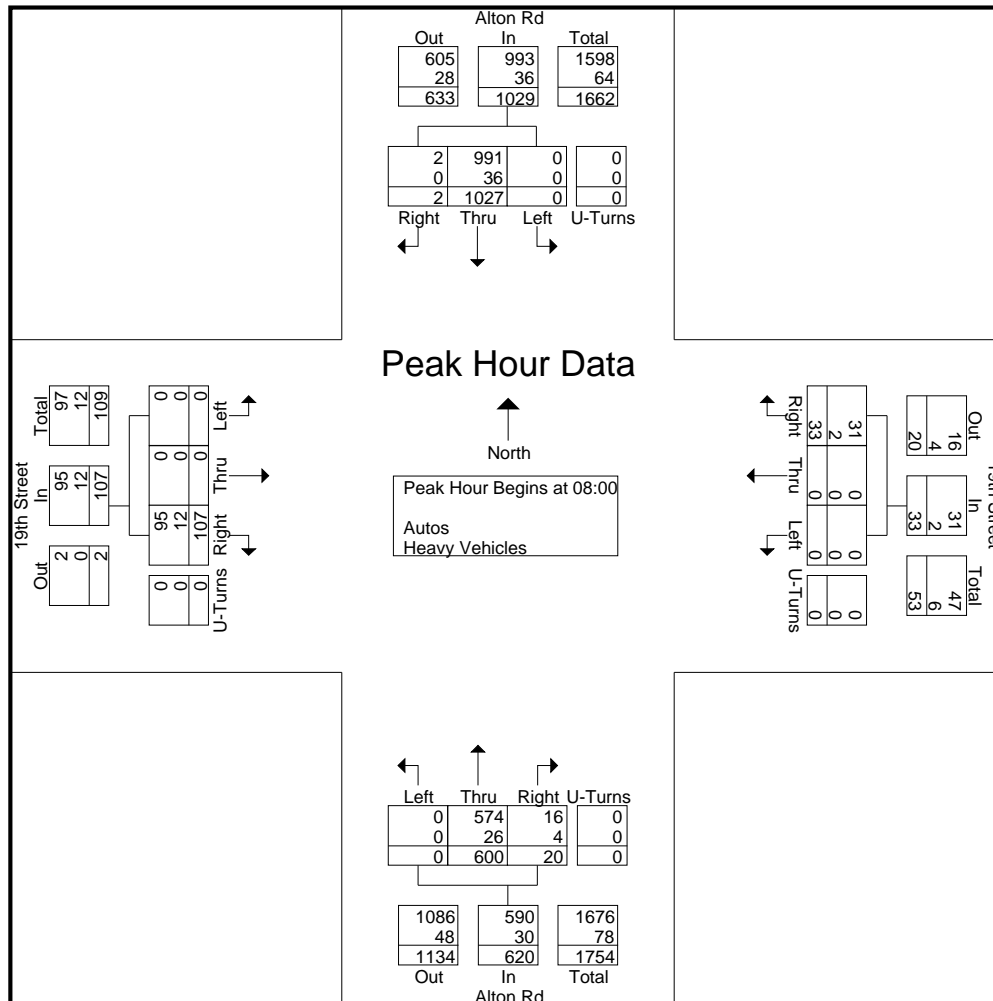 Alton Rd
Out In Total
605 993 1598
28 36 64
633 1029 1662
2 991 0 0
0 36 0 0
2 1027 0 0
Right Thru Left U-Turns
Peak Hour Data
North
Peak Hour Begins at 08:00
Autos
Heavy Vehicles
19th Street
Total In Out
97 95 2
12 12 0
109 107 2
0 0 95 0
0 0 12 0
0 0 107 0
Left Thru Right U-Turns
Street
Out In Total
16 31 47
4 2 6
20 33 53
31 0 0 0
2 0 0 0
33 0 0 0
Right Thru Left U-Turns
Left Thru Right U-Turns
0 574 16 0
0 26 4 0
0 600 20 0
1086 590 1676
48 30 78
1134 620 1754
Out In Total
Alton Rd